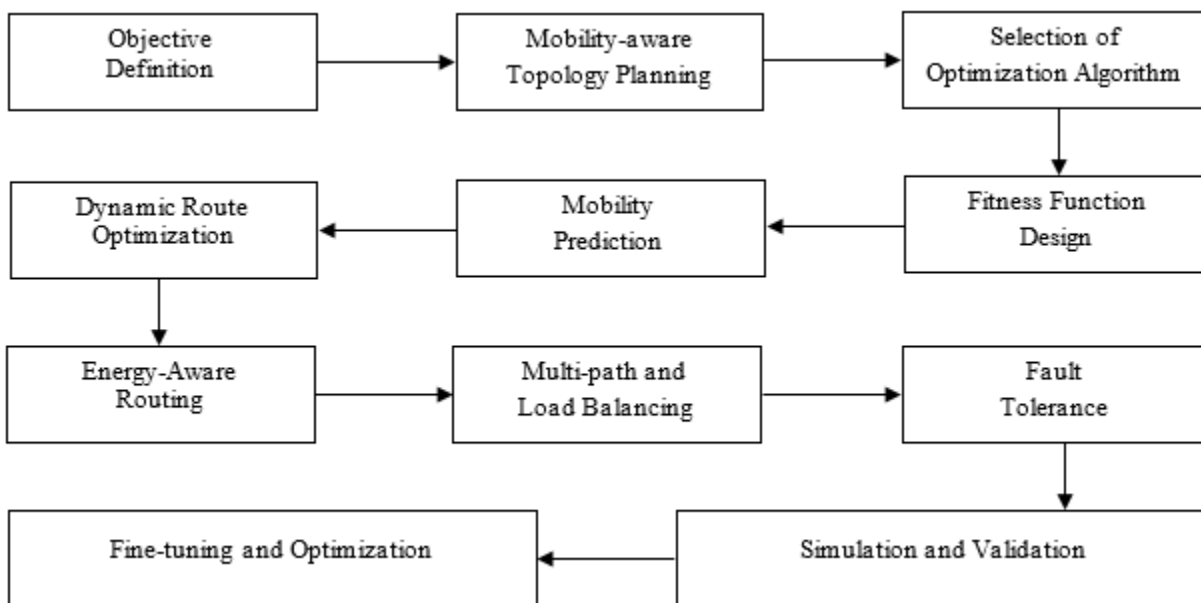 Objective
Definition
Mobility-aware
Topology Planning
Selection of
Optimization Algorithm
Dynamic Route
Optimization
Mobility
Prediction
Fitness Function
Design
Energy-Aware
Routing
Multi-path and
Load Balancing
Fault
Tolerance
Fine-tuning and Optimization
Simulation and Validation